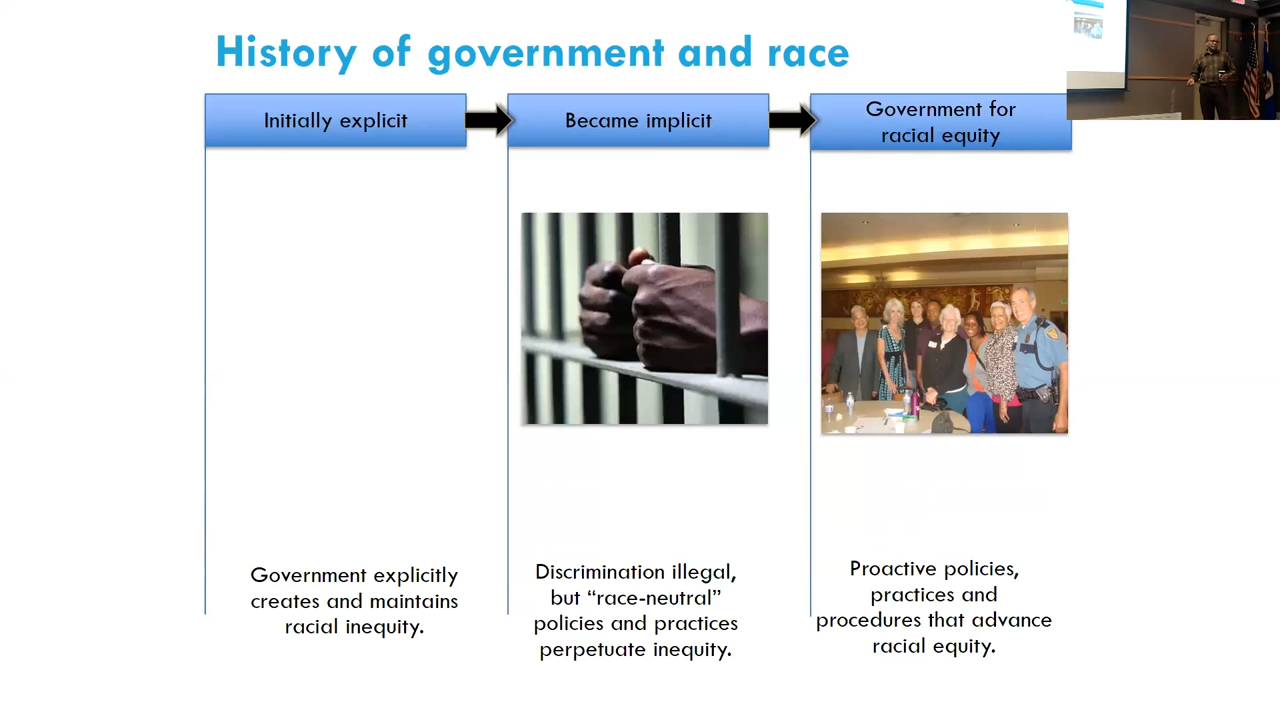 History of government and race
Initially explicit
Became implicit
Government for
racial equity
Government explicitly
creates and maintains
racial inequity.
Discrimination illegal,
but “race-neutral”
policies and practices
perpetuate inequity.
Proactive policies,
practices and
procedures that advance
racial equity.